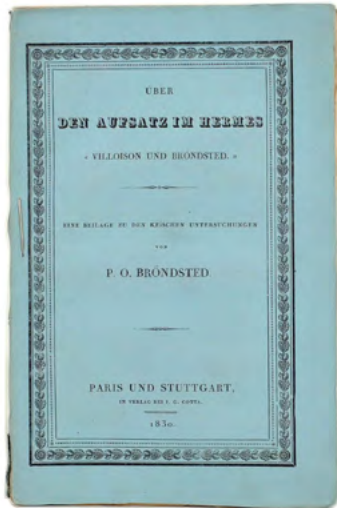 ÜBER
DEN AUFSATZ IM HERMES
« VILLOISON UND BRÖNDSTED. »
EINE BEILAGE ZU DEN KEISCHEN UNTERSUCHUNGEN
VON
P. O. BRÖNDSTED
PARIS UND STUTTGART,
IN VERLAG BEI I. G. COTTA.
1830.